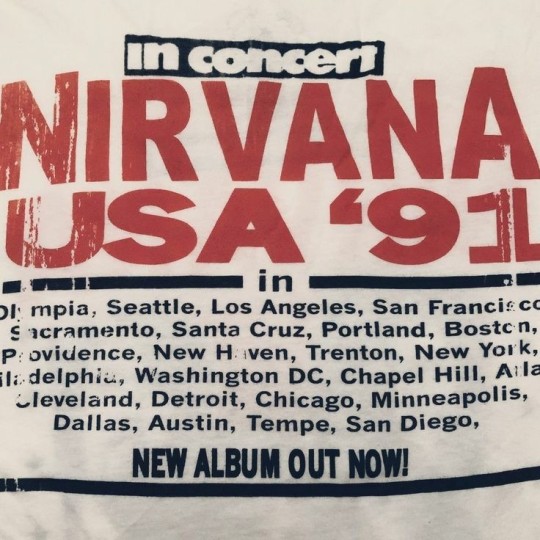 in concert
NIRVANA
USA '91
in
Olympia, Seattle, Los Angeles, San Francisco
Sacramento, Santa Cruz, Portland, Boston,
Providence, New Haven, Trenton, New York,
iladelphia, Washington DC, Chapel Hill, Atla
Cleveland, Detroit, Chicago, Minneapolis,
Dallas, Austin, Tempe, San Diego,
NEW ALBUM OUT NOW!